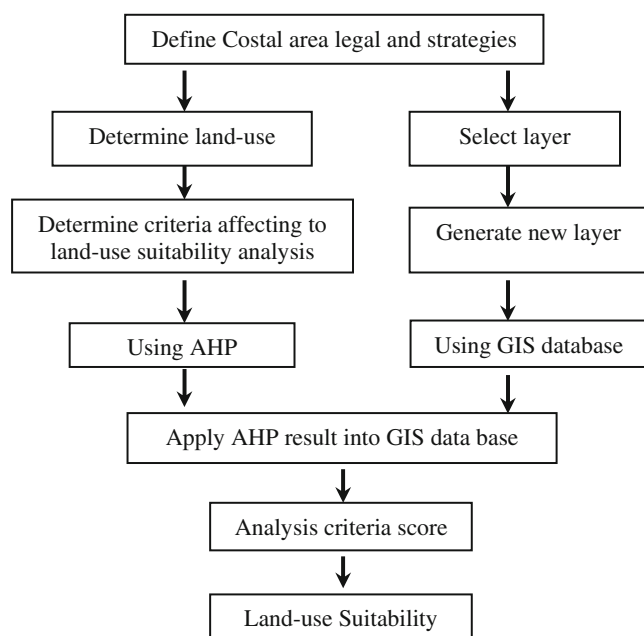 Define Costal area legal and strategies
Determine land-use
Select layer
Determine criteria affecting to
land-use suitability analysis
Generate new layer
Using AHP
Using GIS database
Apply AHP result into GIS data base
Analysis criteria score
Land-use Suitability